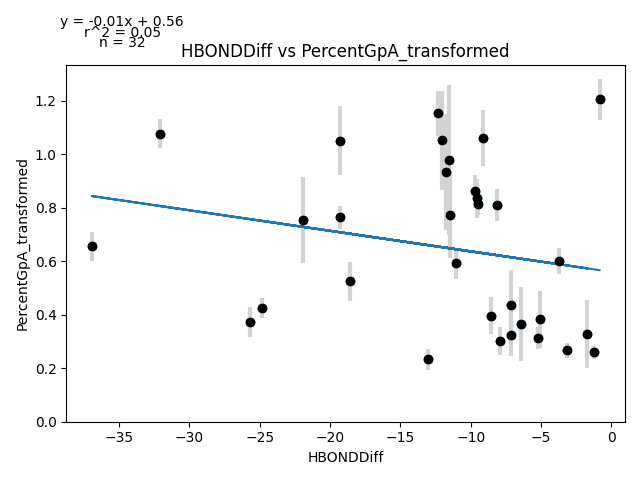 y = -0.01x + 0.56
r^2 = 0.05
n = 32
HBONDDiff vs PercentGpA_transformed
PercentGpA_transformed
1.2
1.0
0.8
0.6
0.4
0.2
0.0
−35
−30
−25
−20
−15
−10
−5
0
HBONDDiff